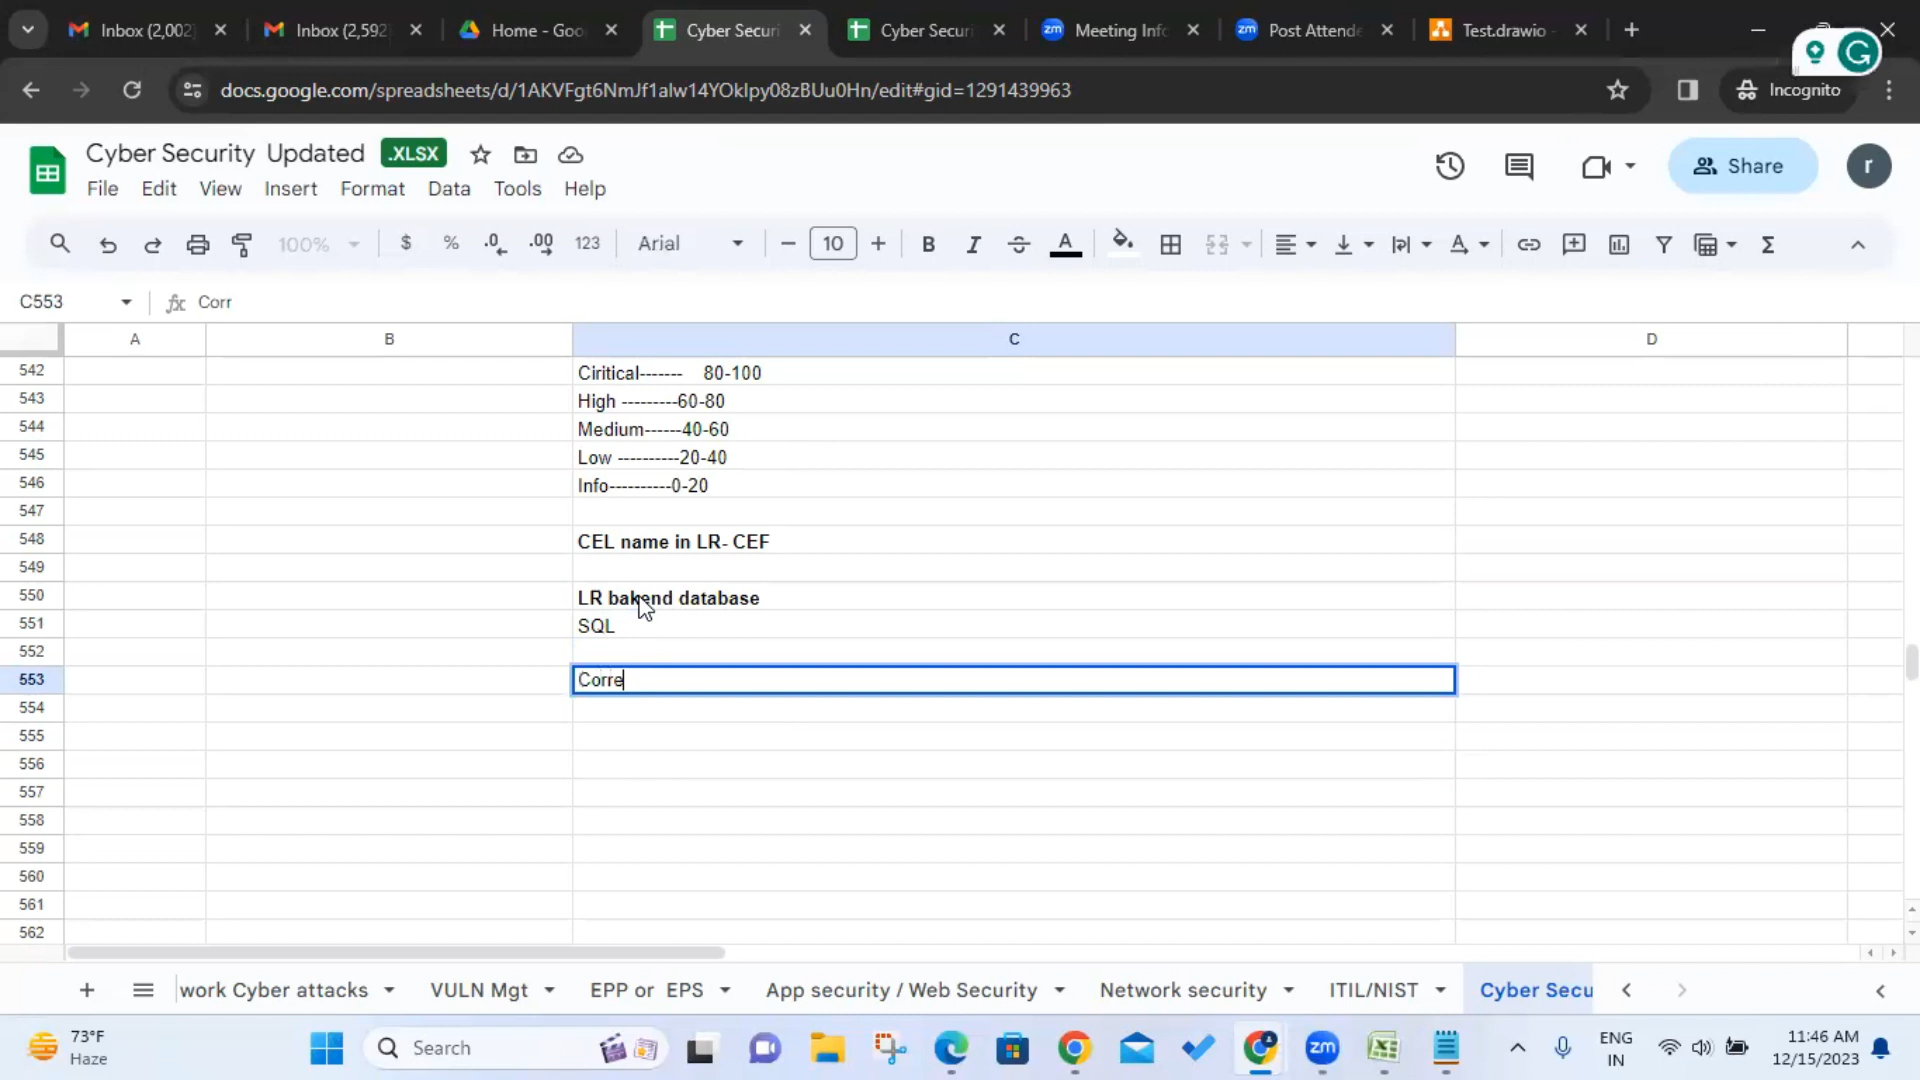 Inbox (2,002
Inbox (2,592
Home - Goo
Cyber Securi
Cyber Securi
zm Meeting Info
zm Post Attende
Test.drawio -
docs.google.com/spreadsheets/d/1AKVFgt6NmJf1alw14YOklpy08zBUu0Hn/edit#gid=1291439963
Incognito
Cyber Security Updated .XLSX
Share
r
File Edit View Insert Format Data Tools Help
100% $ % .0 .00 123 Arial 10 B I A
C553 fx Corr
A B C D
542 Ciritical------- 80-100
543 High ---------60-80
544 Medium------40-60
545 Low ----------20-40
546 Info----------0-20
547
548 CEL name in LR- CEF
549
550 LR bakend database
551 SQL
552
553 Corre
554
555
556
557
558
559
560
561
562
work Cyber attacks VULN Mgt EPP or EPS App security / Web Security Network security ITIL/NIST Cyber Secu
73°F
Haze
Search
zm
ENG
IN
11:46 AM
12/15/2023